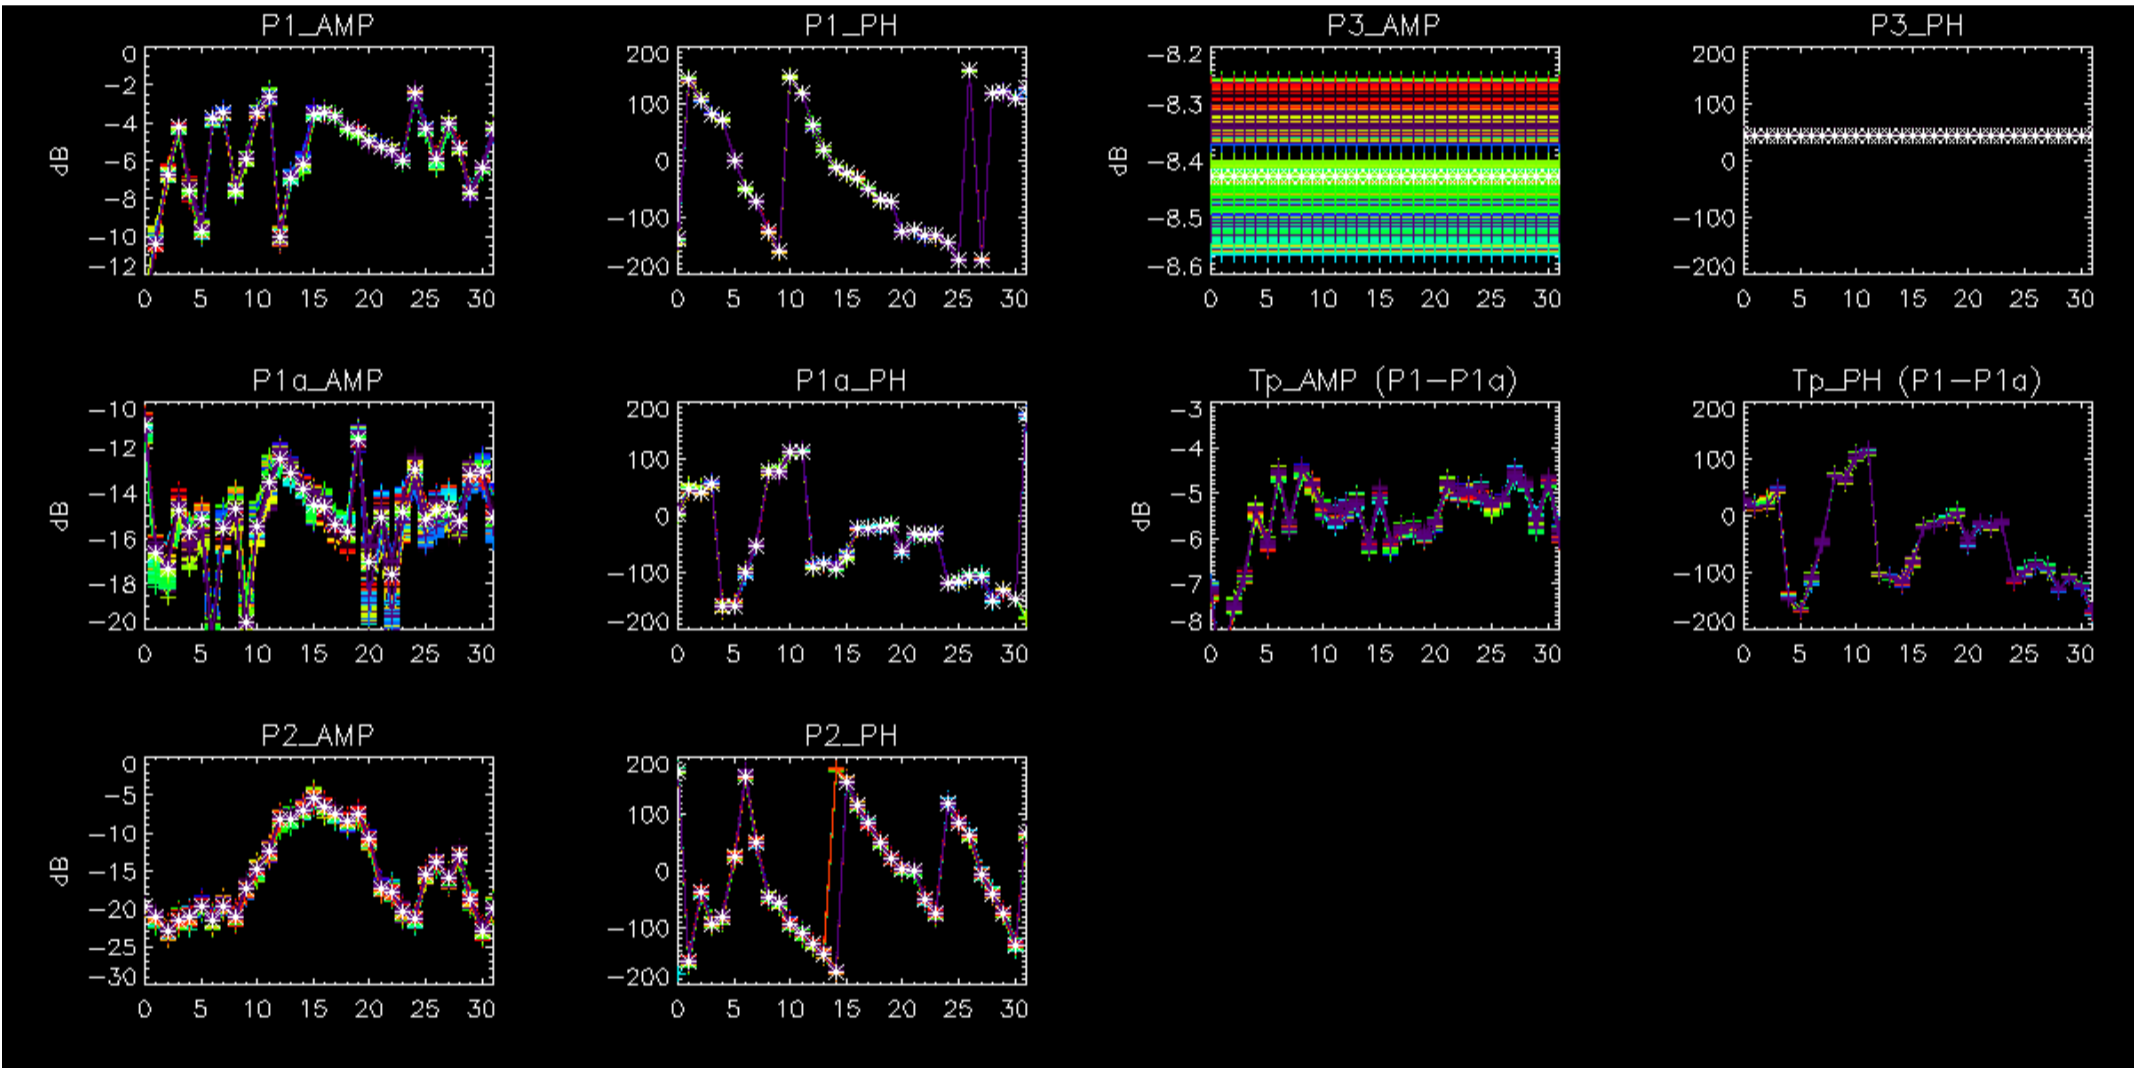 P1_AMP
0
−2
−4
−6
−8
−10
−12
dB
0 5 10 15 20 25 30
P1_PH
200
100
0
−100
−200
0 5 10 15 20 25 30
P3_AMP
−8.2
−8.3
−8.4
−8.5
−8.6
dB
0 5 10 15 20 25 30
P3_PH
200
100
0
−100
−200
0 5 10 15 20 25 30
P1a_AMP
−10
−12
−14
−16
−18
−20
dB
0 5 10 15 20 25 30
P1a_PH
200
100
0
−100
−200
0 5 10 15 20 25 30
Tp_AMP (P1−P1a)
−3
−4
−5
−6
−7
−8
dB
0 5 10 15 20 25 30
Tp_PH (P1−P1a)
200
100
0
−100
−200
0 5 10 15 20 25 30
P2_AMP
0
−5
−10
−15
−20
−25
−30
dB
0 5 10 15 20 25 30
P2_PH
200
100
0
−100
−200
0 5 10 15 20 25 30